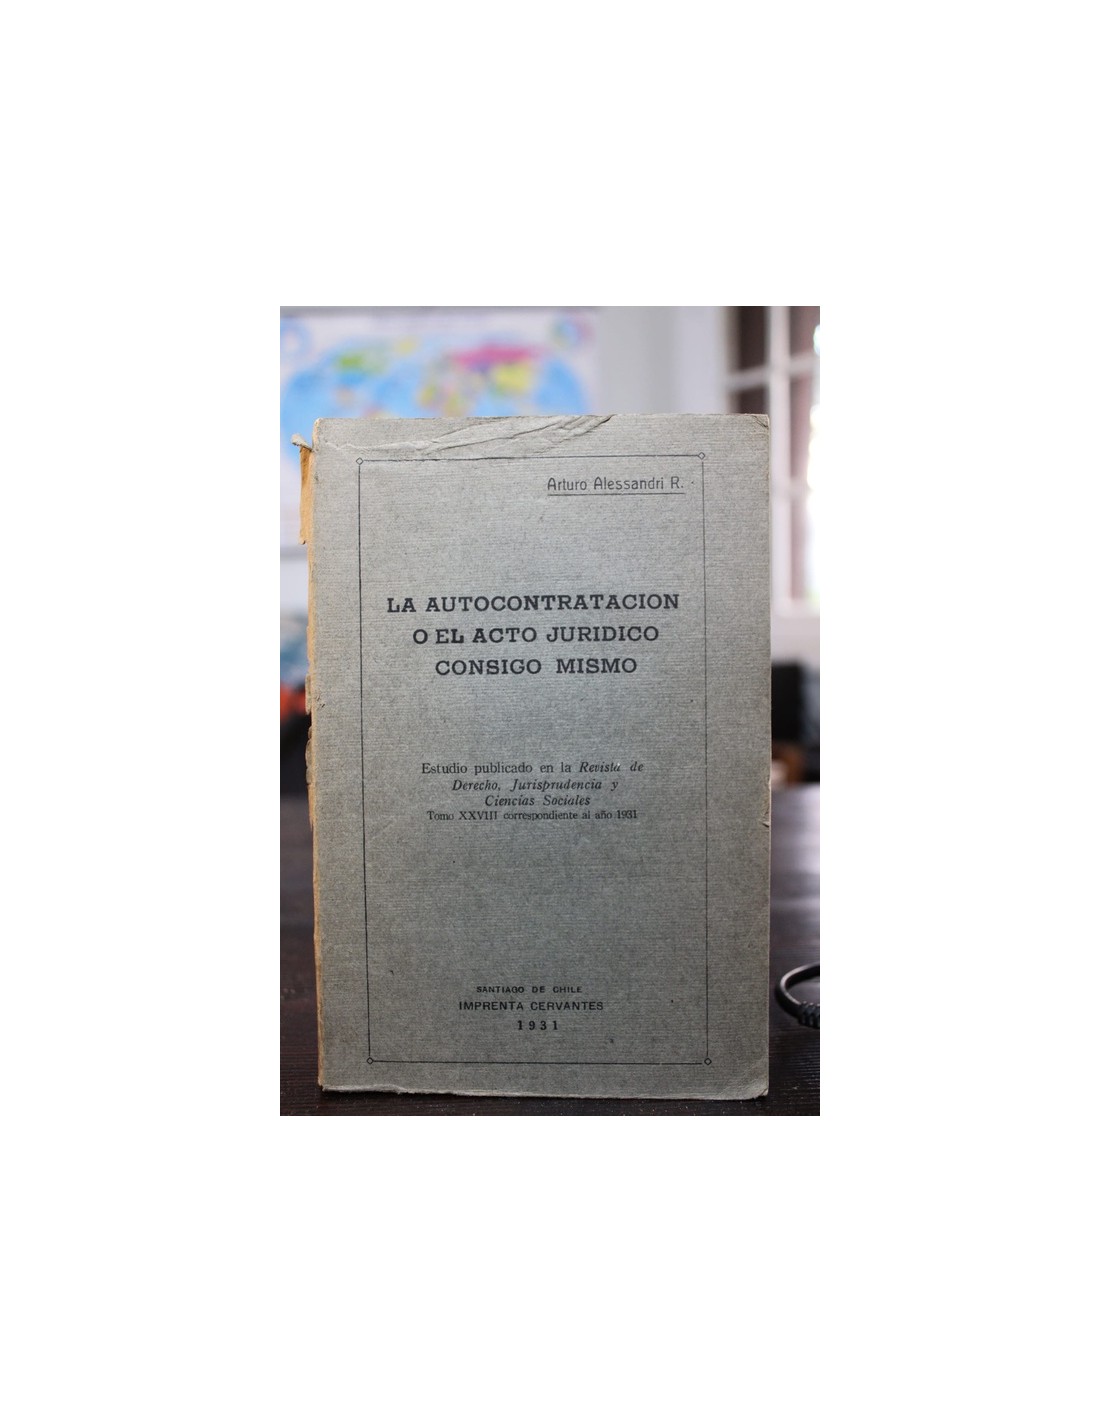 Arturo Alessandri R.
LA AUTOCONTRATACION
O EL ACTO JURIDICO
CONSIGO MISMO
Estudio publicado en la Revista de
Derecho, Jurisprudencia y
Ciencias Sociales
Tomo XXVIII correspondiente al año 1931
SANTIAGO DE CHILE
IMPRENTA CERVANTES
1931